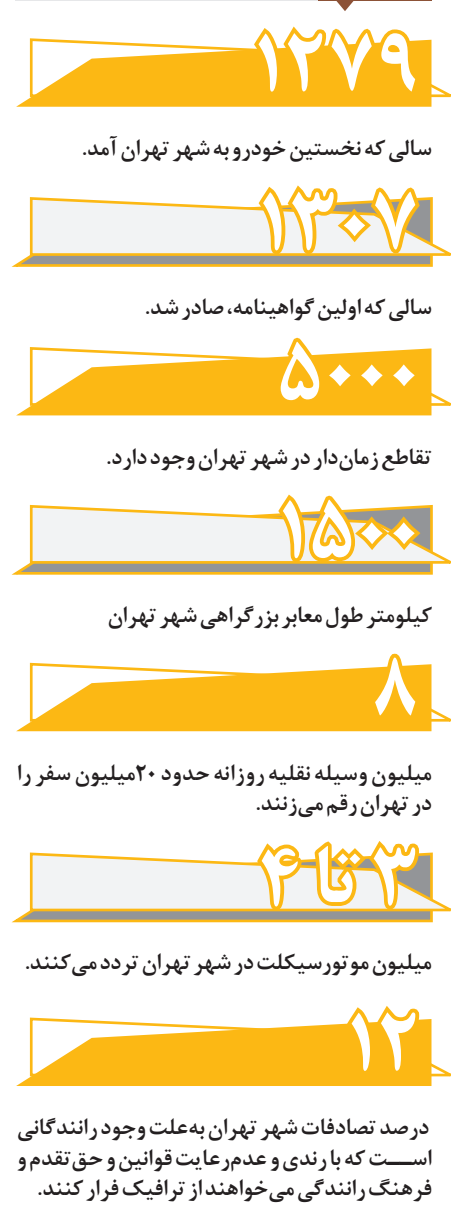 ۱۲۷۹
سالی که نخستین خودرو به شهر تهران آمد.
۱۳۰۷
سالی که اولین گواهینامه، صادر شد.
۵۰۰۰
تقاطع زمان‌دار در شهر تهران وجود دارد.
۱۵۰۰
کیلومتر طول معابر بزرگراهی شهر تهران
۸
میلیون وسیله نقلیه روزانه حدود ۲۰میلیون سفر را
در تهران رقم می‌زنند.
۳ تا ۴
میلیون موتورسیکلت در شهر تهران تردد می‌کنند.
۱۲
درصد تصادفات شهر تهران به‌علت وجود رانندگانی
اســـت که با رندی و عدم‌رعایت قوانین و حق‌تقدم و
فرهنگ رانندگی می‌خواهند از ترافیک فرار کنند.